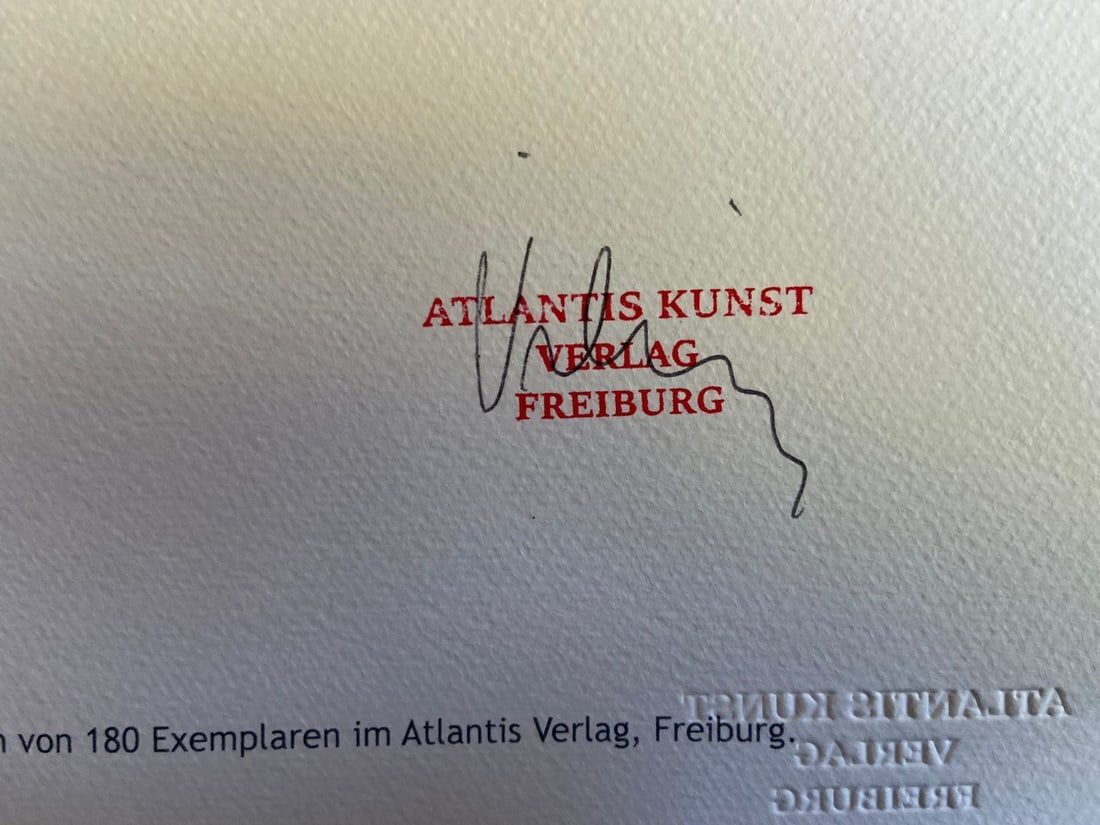 ATLANTIS KUNST
VERLAG
FREIBURG
von 180 Exemplaren im Atlantis Verlag, Freiburg.
ATLANTIS KUNST
VERLAG
FREIBURG